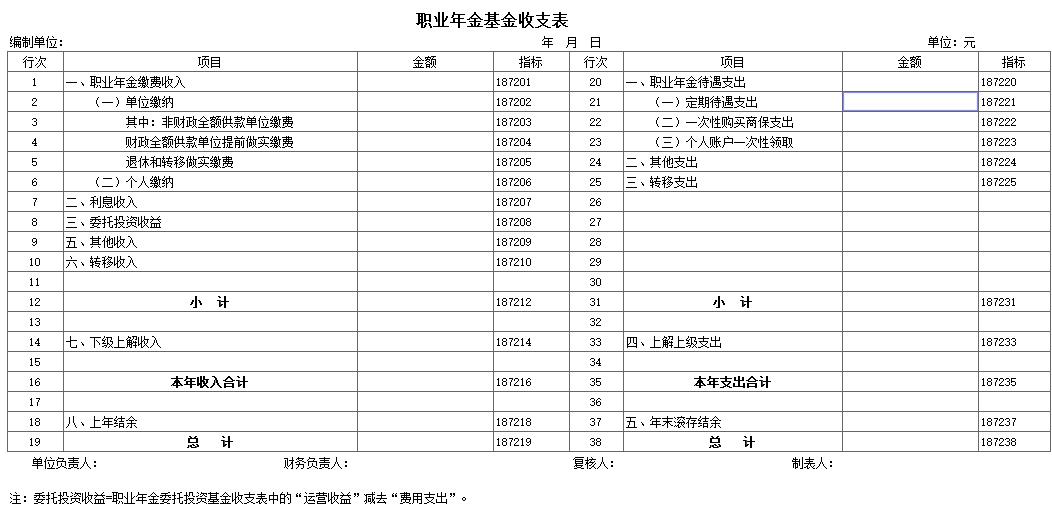 职业年金基金收支表
编制单位： 年 月 日 单位：元
行次 项目 金额 指标 行次 项目 金额 指标
1 一、职业年金缴费收入 187201 20 一、职业年金待遇支出 187220
2 （一）单位缴纳 187202 21 （一）定期待遇支出 187221
3 其中：非财政全额供款单位缴费 187203 22 （二）一次性购买商保支出 187222
4 财政全额供款单位提前做实缴费 187204 23 （三）个人账户一次性领取 187223
5 退休和转移做实缴费 187205 24 二、其他支出 187224
6 （二）个人缴纳 187206 25 三、转移支出 187225
7 二、利息收入 187207 26
8 三、委托投资收益 187208 27
9 五、其他收入 187209 28
10 六、转移收入 187210 29
11 30
12 小 计 187212 31 小 计 187231
13 32
14 七、下级上解收入 187214 33 四、上解上级支出 187233
15 34
16 本年收入合计 187216 35 本年支出合计 187235
17 36
18 八、上年结余 187218 37 五、年末滚存结余 187237
19 总 计 187219 38 总 计 187238
单位负责人： 财务负责人： 复核人： 制表人：
注：委托投资收益=职业年金委托投资基金收支表中的“运营收益”减去“费用支出”。